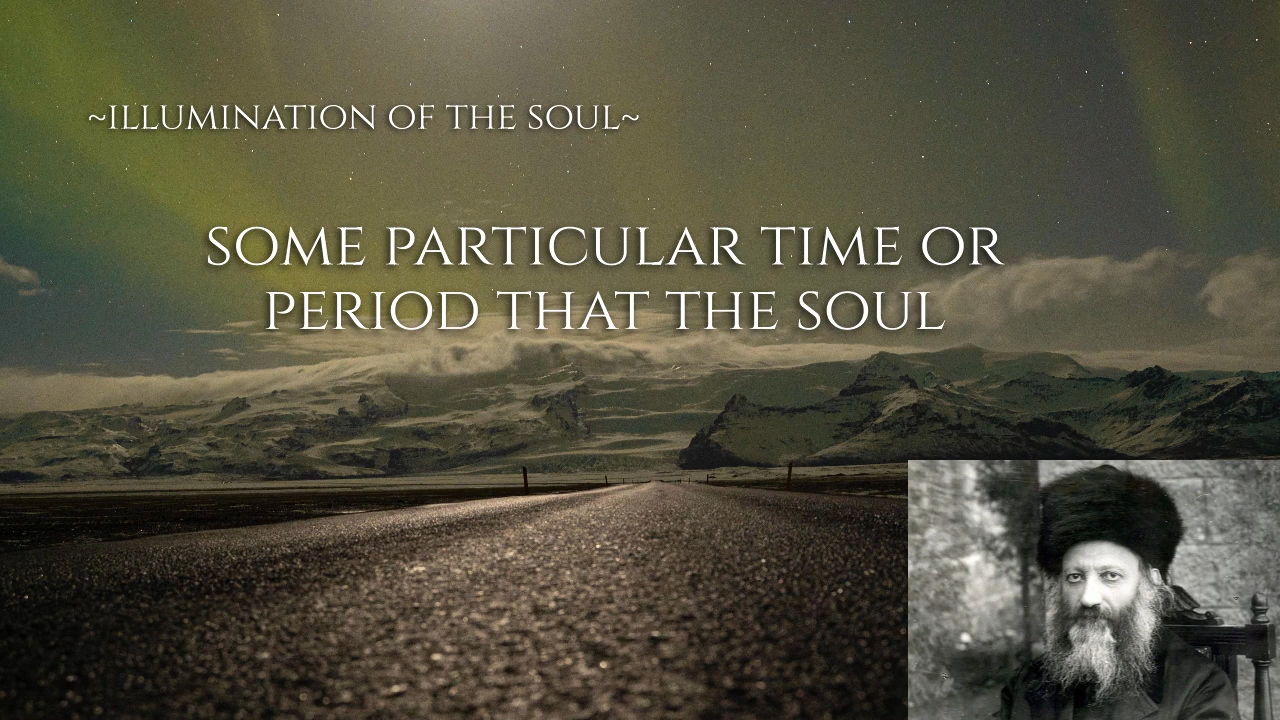 ~ILLUMINATION OF THE SOUL~
SOME PARTICULAR TIME OR
PERIOD THAT THE SOUL